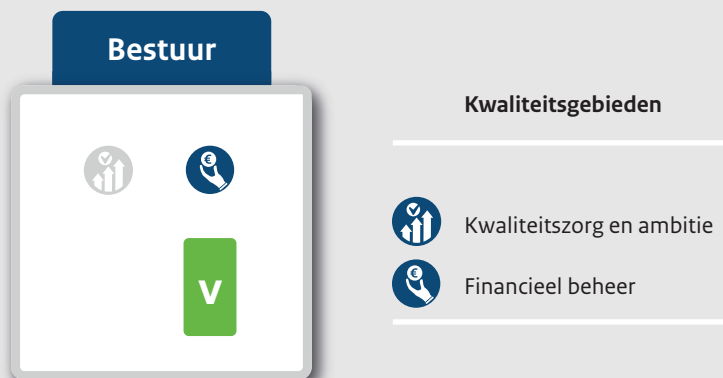 Bestuur
V
Kwaliteitsgebieden
Kwaliteitszorg en ambitie
€ Financieel beheer